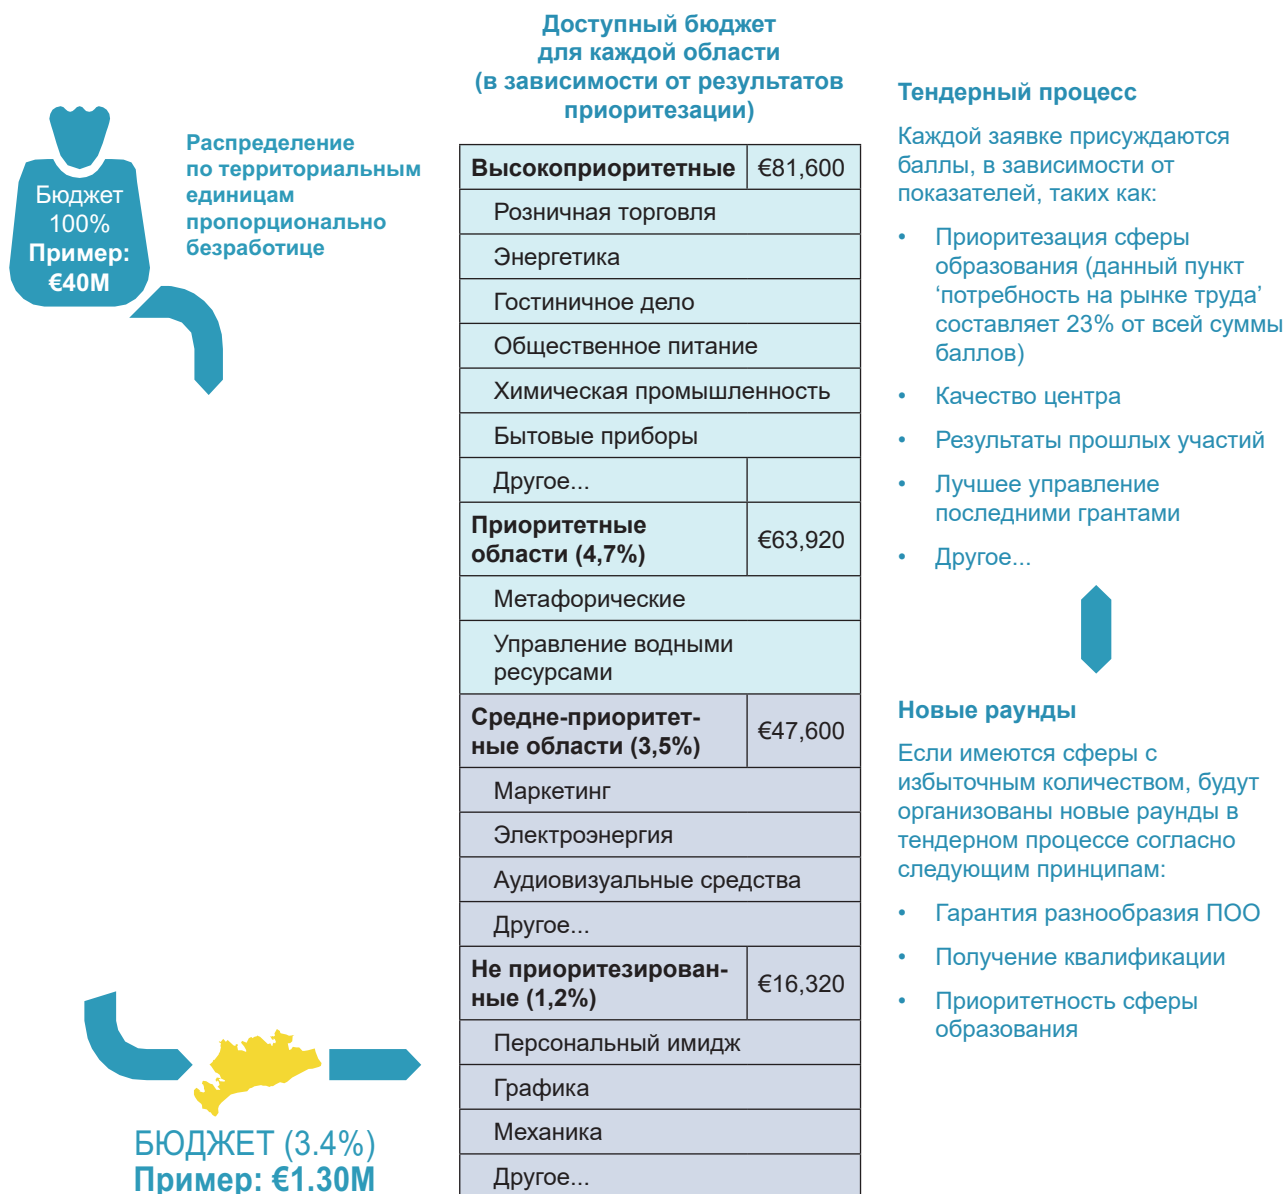 Доступный бюджет
для каждой области
(в зависимости от результатов
приоритезации)
Бюджет
100%
Пример:
€40M
Распределение
по территориальным
единицам
пропорционально
безработице
БЮДЖЕТ (3.4%)
Пример: €1.30M
Высокоприоритетные €81,600
Розничная торговля
Энергетика
Гостиничное дело
Общественное питание
Химическая промышленность
Бытовые приборы
Другое...
Приоритетные
области (4,7%) €63,920
Метафорические
Управление водными
ресурсами
Средне-приоритет-
ные области (3,5%) €47,600
Маркетинг
Электроэнергия
Аудиовизуальные средства
Другое...
Не приоритезирован-
ные (1,2%) €16,320
Персональный имидж
Графика
Механика
Другое...
Тендерный процесс
Каждой заявке присуждаются
баллы, в зависимости от
показателей, таких как:
• Приоритезация сферы
образования (данный пункт
‘потребность на рынке труда’
составляет 23% от всей суммы
баллов)
• Качество центра
• Результаты прошлых участий
• Лучшее управление
последними грантами
• Другое...
Новые раунды
Если имеются сферы с
избыточным количеством, будут
организованы новые раунды в
тендерном процессе согласно
следующим принципам:
• Гарантия разнообразия ПОО
• Получение квалификации
• Приоритетность сферы
образования